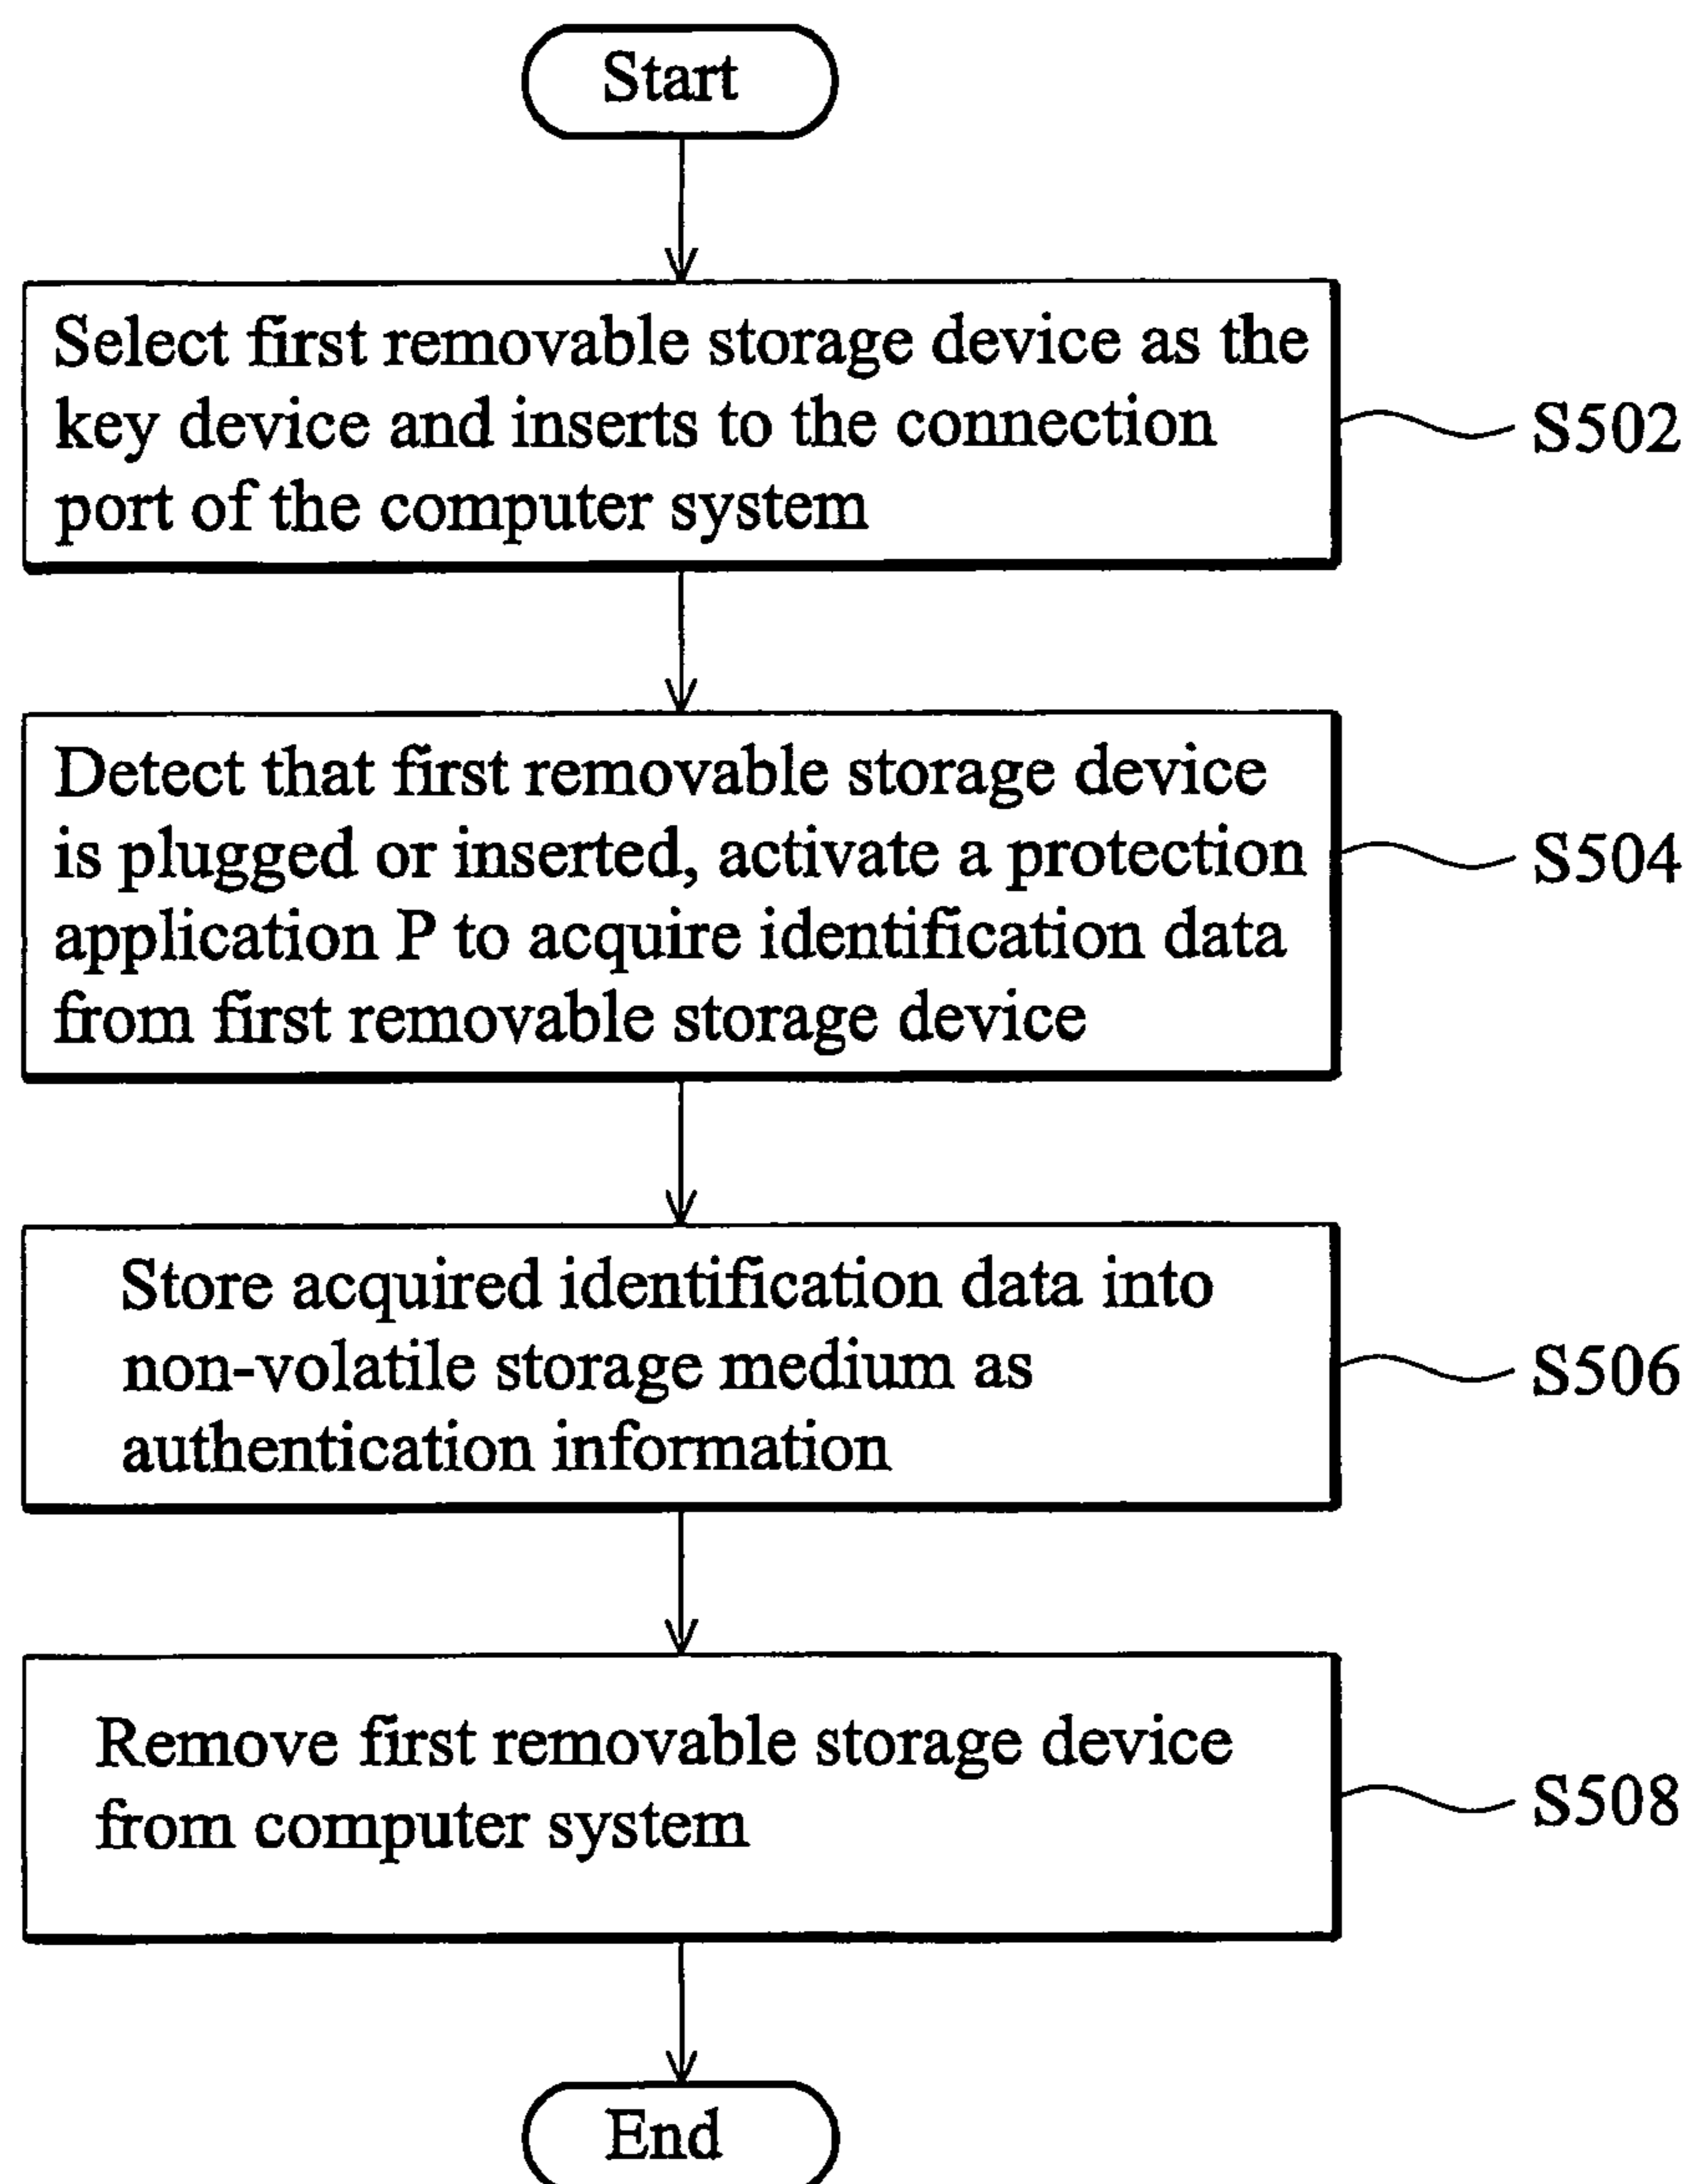 Start
Select first removable storage device as the
key device and inserts to the connection
port of the computer system
S502
Detect that first removable storage device
is plugged or inserted, activate a protection
application P to acquire identification data
from first removable storage device
S504
Store acquired identification data into
non-volatile storage medium as
authentication information
S506
Remove first removable storage device
from computer system
S508
End